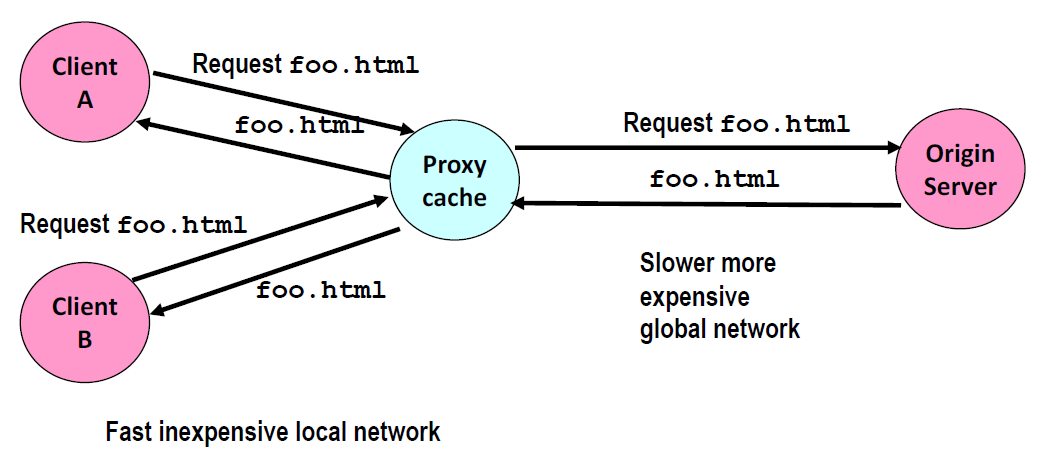 Client
A
Request foo.html
foo.html
Request foo.html
foo.html
Proxy
cache
Origin
Server
Request foo.html
foo.html
Client
B
Slower more
expensive
global network
Fast inexpensive local network